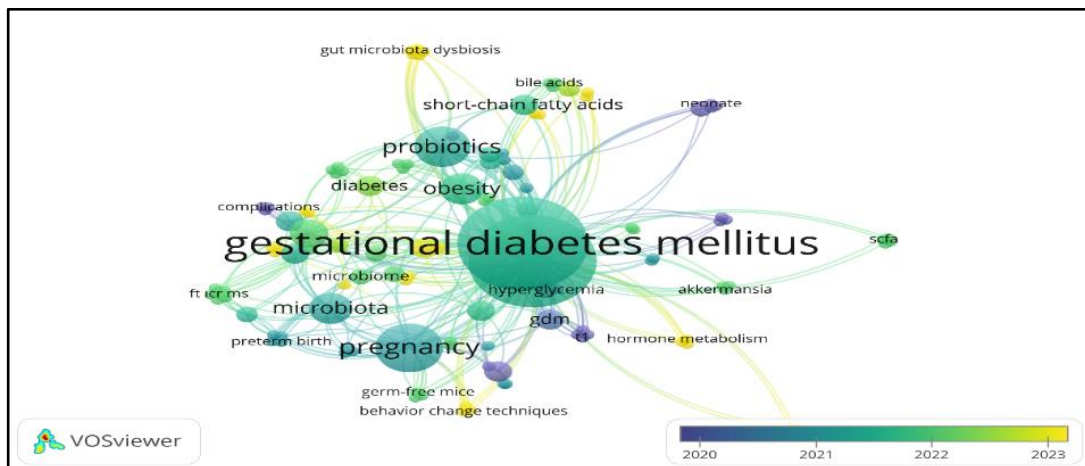 gut microbiota dysbiosis
bile acids
short-chain fatty acids
neonate
probiotics
diabetes
obesity
complications
gestational diabetes mellitus
scfa
microbiome
hyperglycemia
akkermansia
ft icr ms
microbiota
gdm
t1
hormone metabolism
preterm birth
pregnancy
germ-free mice
behavior change techniques
VOSviewer
2020 2021 2022 2023